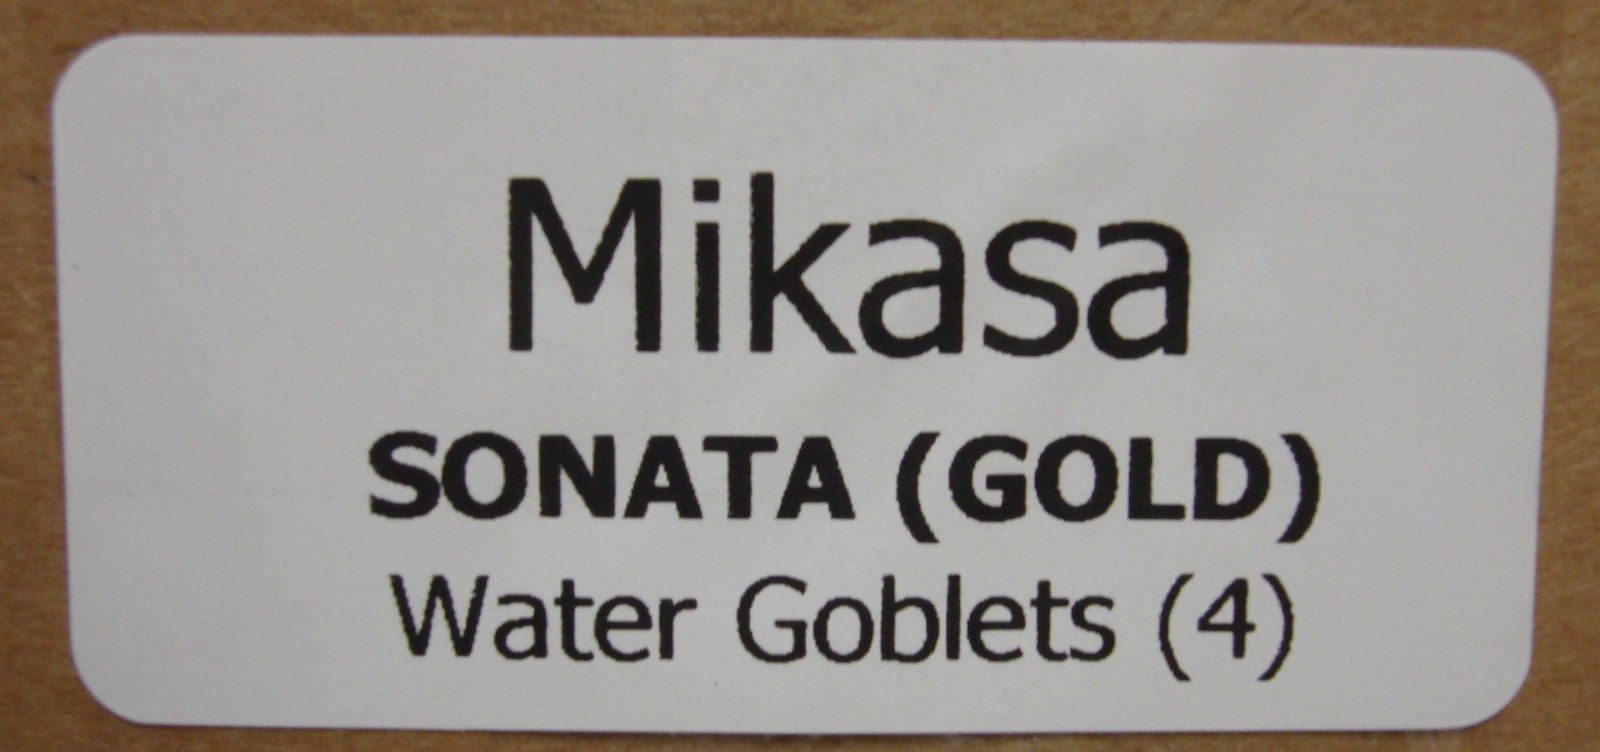 Mikasa
SONATA (GOLD)
Water Goblets (4)